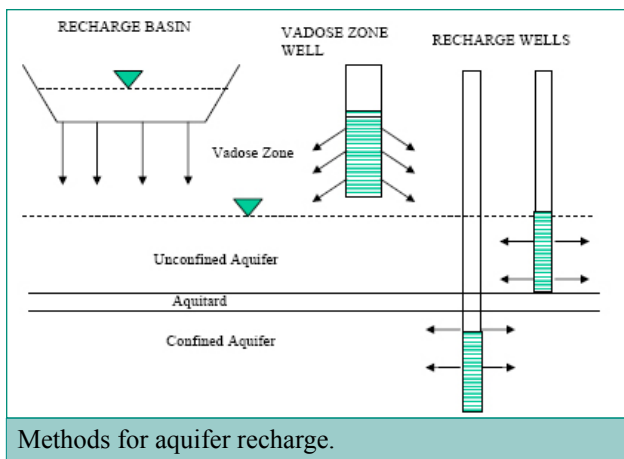 RECHARGE BASIN
VADOSE ZONE
WELL
RECHARGE WELLS
Vadose Zone
Unconfined Aquifer
Aquitard
Confined Aquifer
Methods for aquifer recharge.